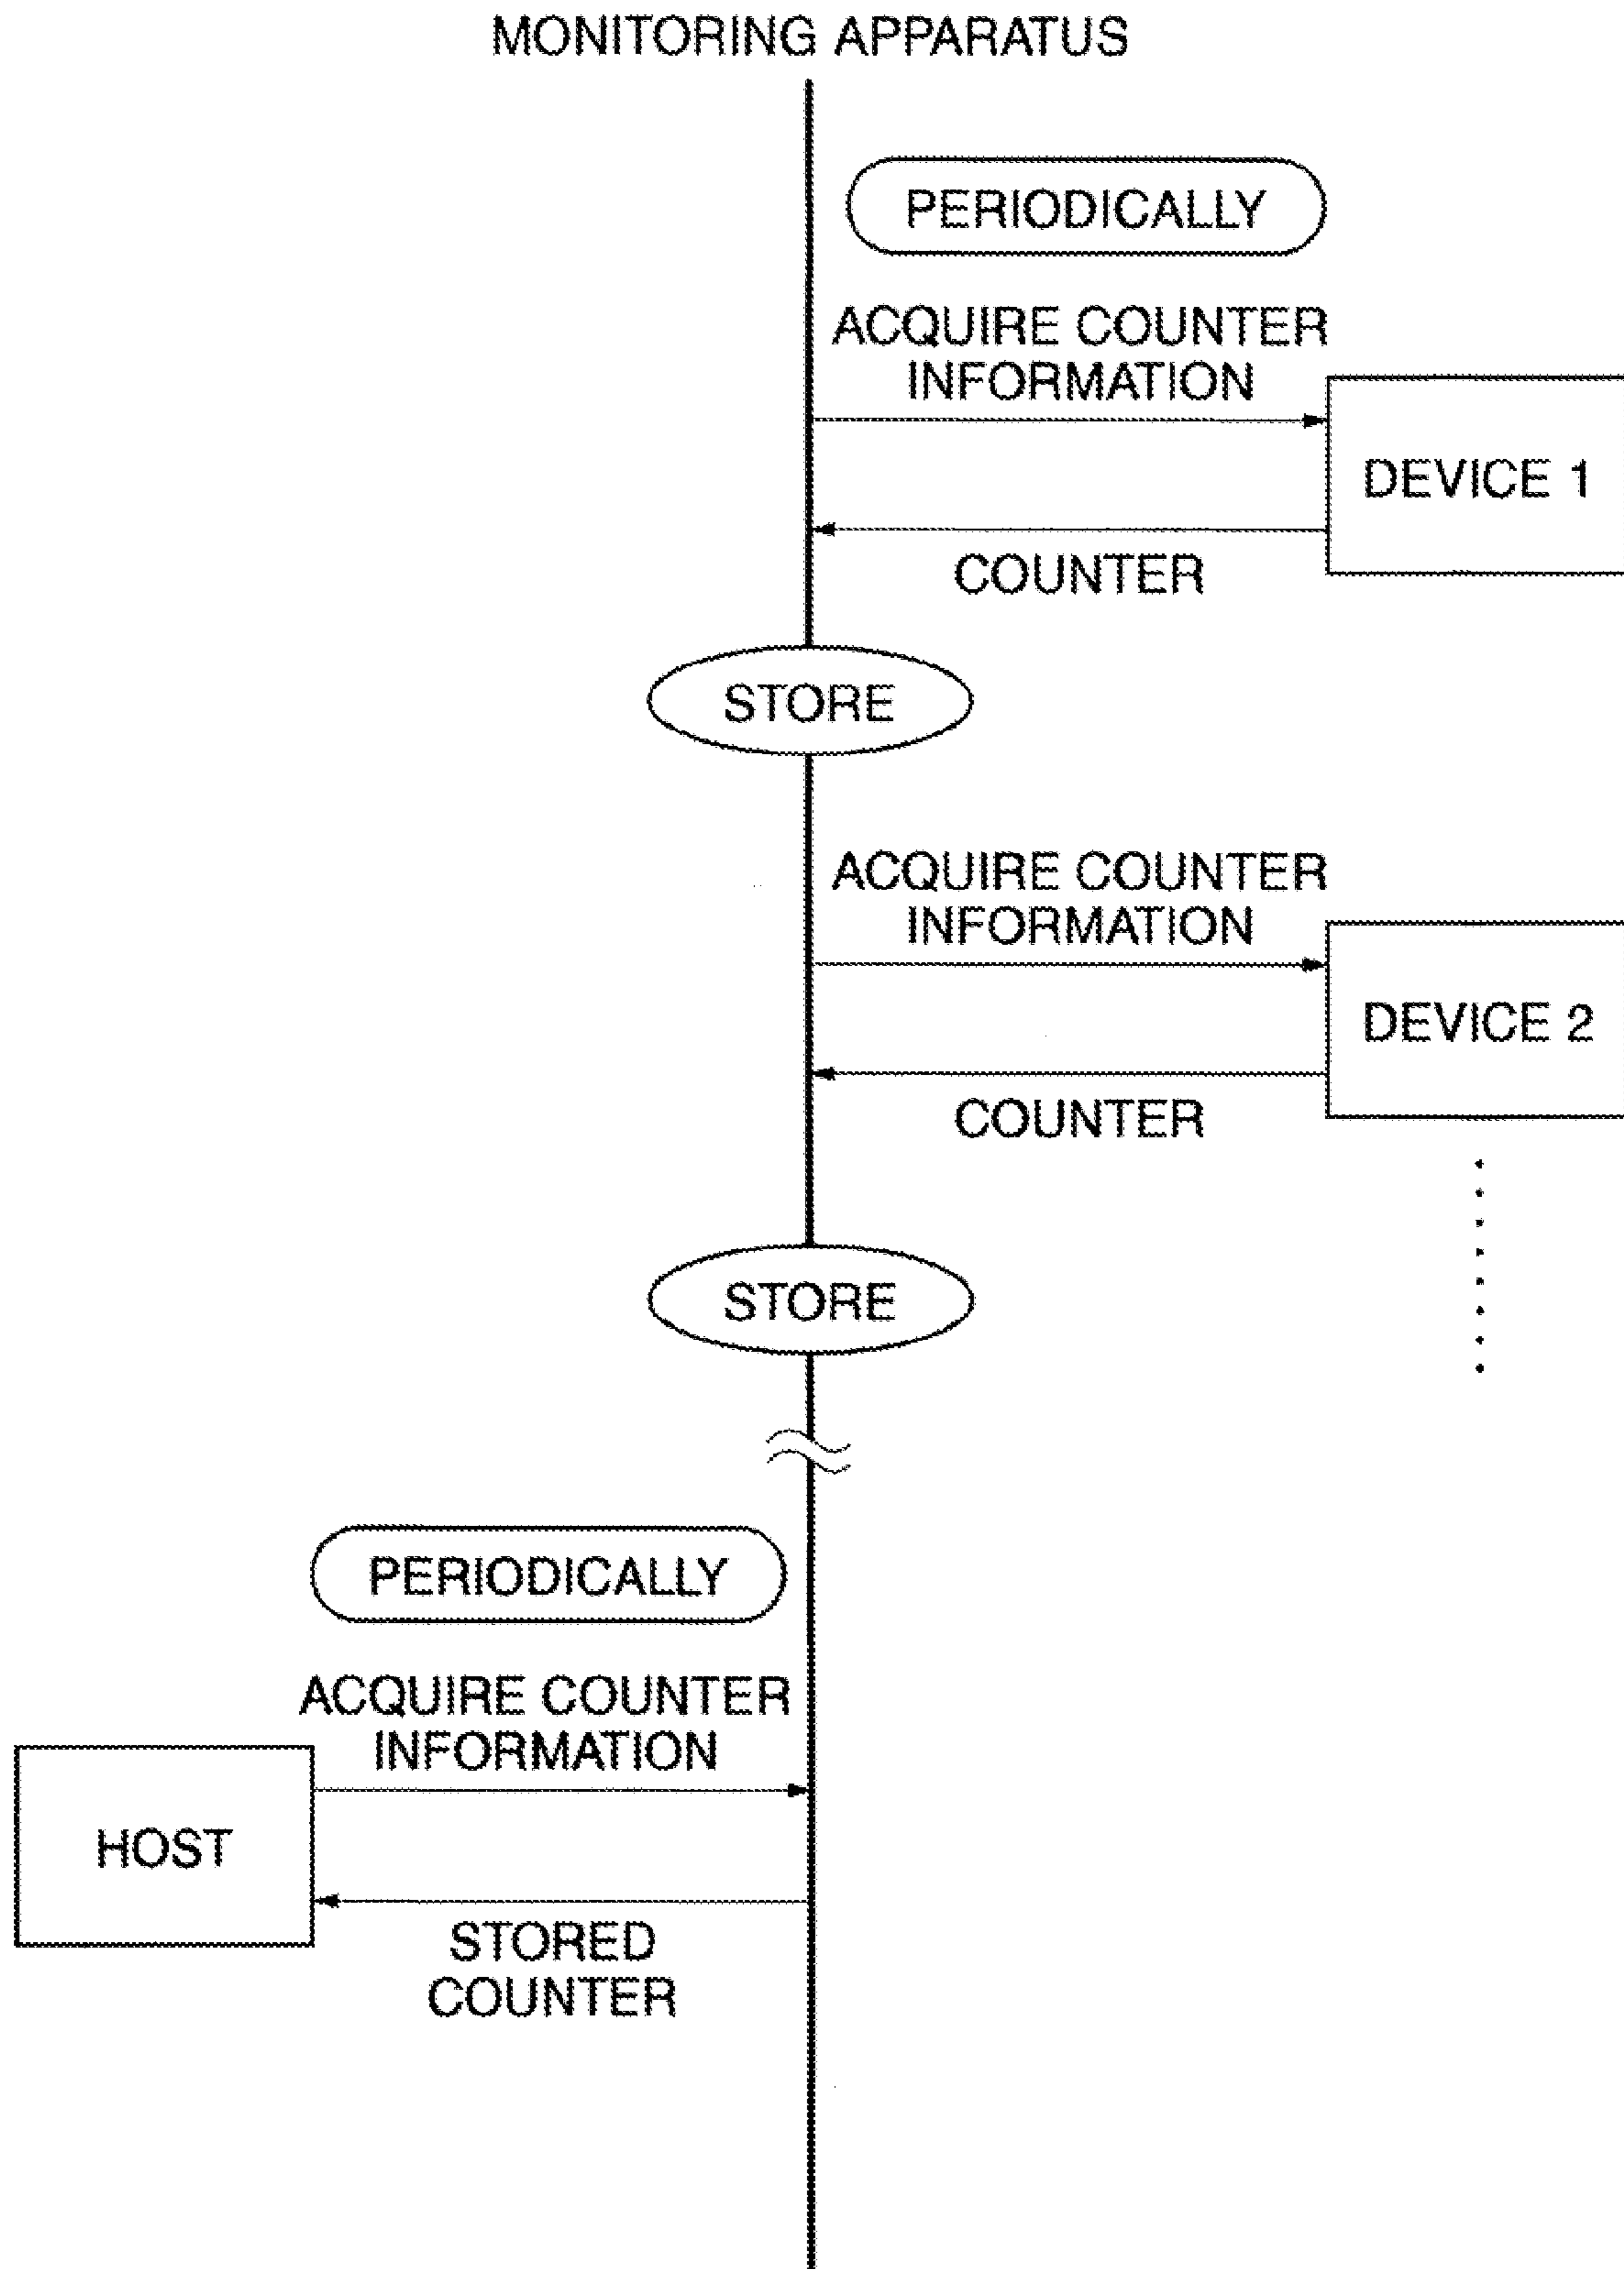 MONITORING APPARATUS
PERIODICALLY
ACQUIRE COUNTER
INFORMATION
DEVICE 1
COUNTER
STORE
ACQUIRE COUNTER
INFORMATION
DEVICE 2
COUNTER
STORE
PERIODICALLY
ACQUIRE COUNTER
INFORMATION
HOST
STORED
COUNTER